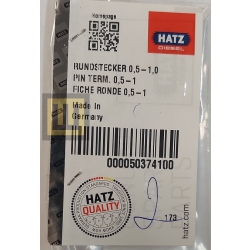 Homepage
HATZ
DIESEL
RUNDSTECKER 0,5-1,0
PIN TERM. 0,5-1
FICHE RONDE 0,5-1
Made in
Germany
000050374100
HATZ
QUALITY
2
173